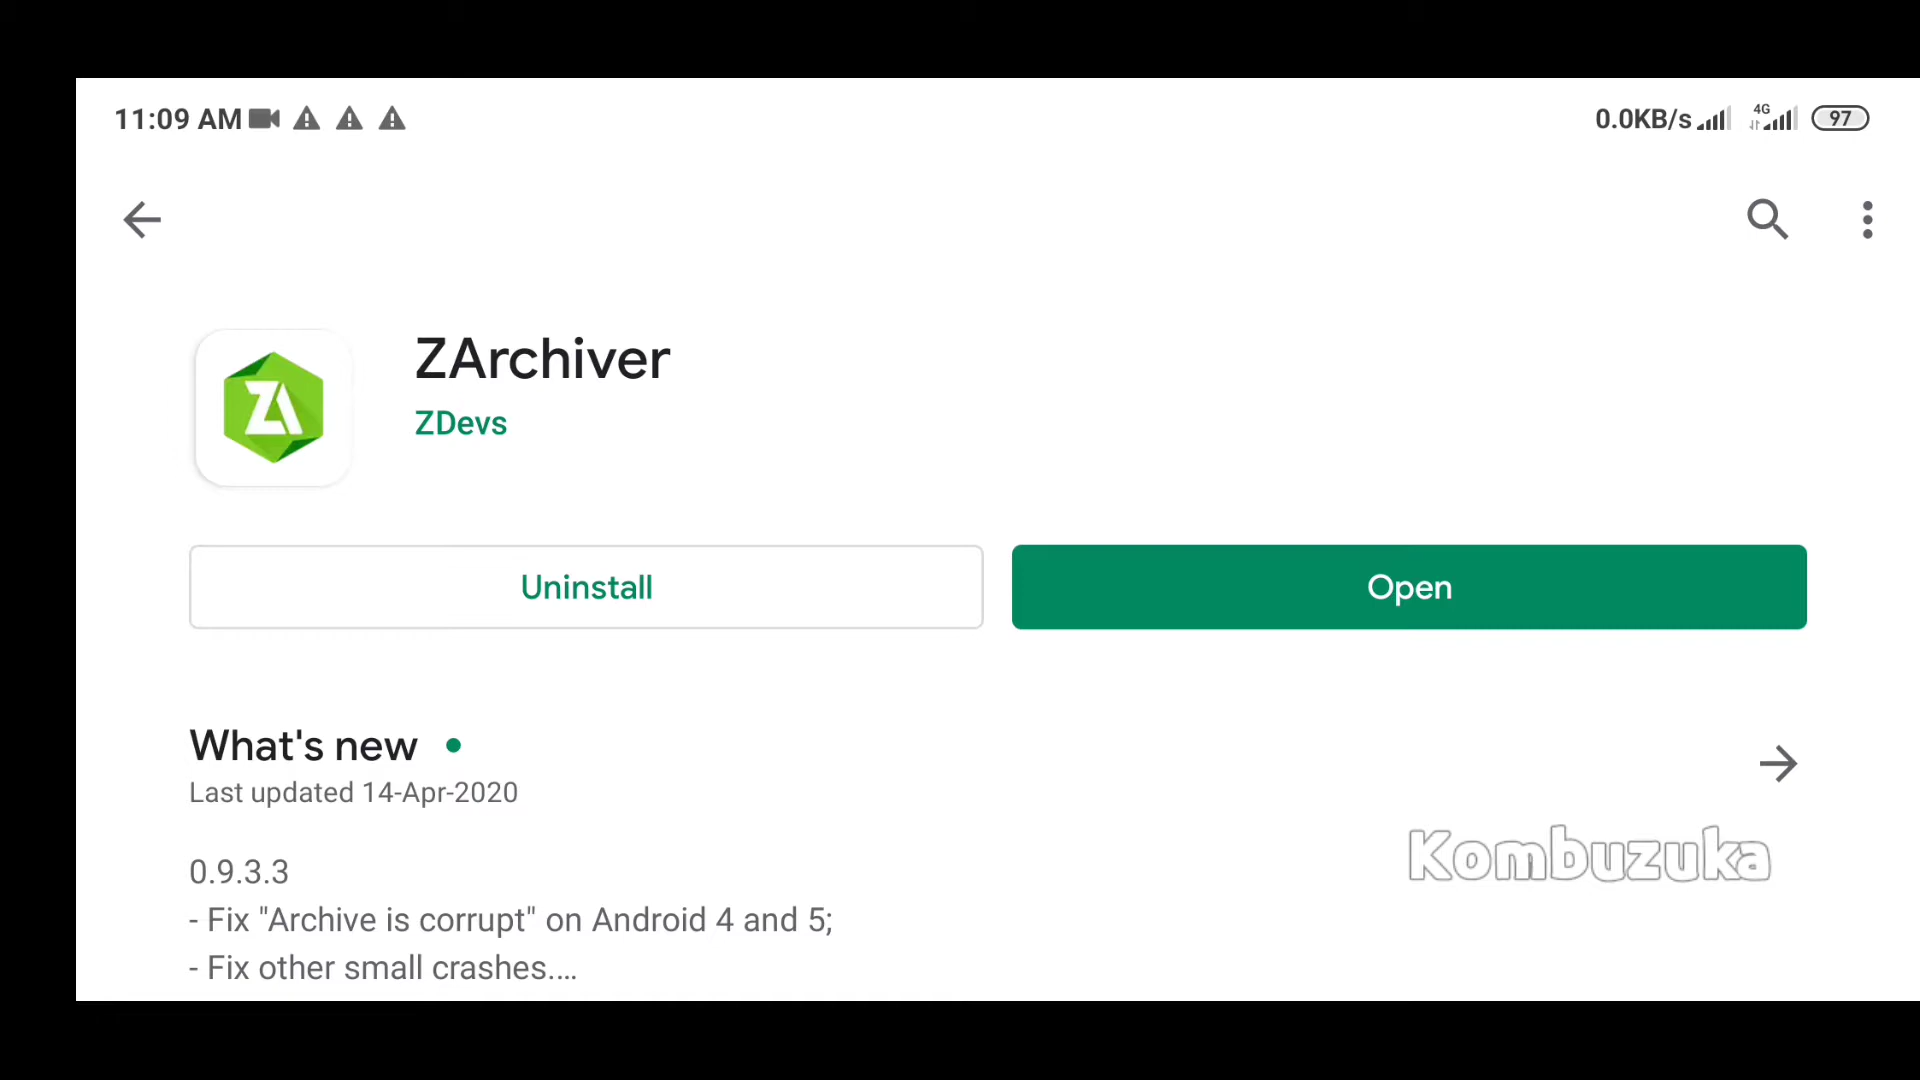 11:09 AM
0.0KB/s 4G 97
ZA
ZArchiver
ZDevs
Uninstall
Open
What's new
Last updated 14-Apr-2020
Kombuzuka
0.9.3.3
- Fix "Archive is corrupt" on Android 4 and 5;
- Fix other small crashes....